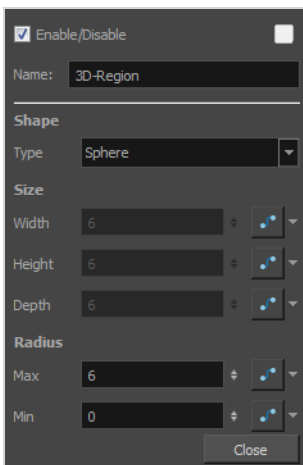 Enable/Disable
Name: 3D-Region
Shape
Type Sphere
Size
Width 6
Height 6
Depth 6
Radius
Max 6
Min 0
Close